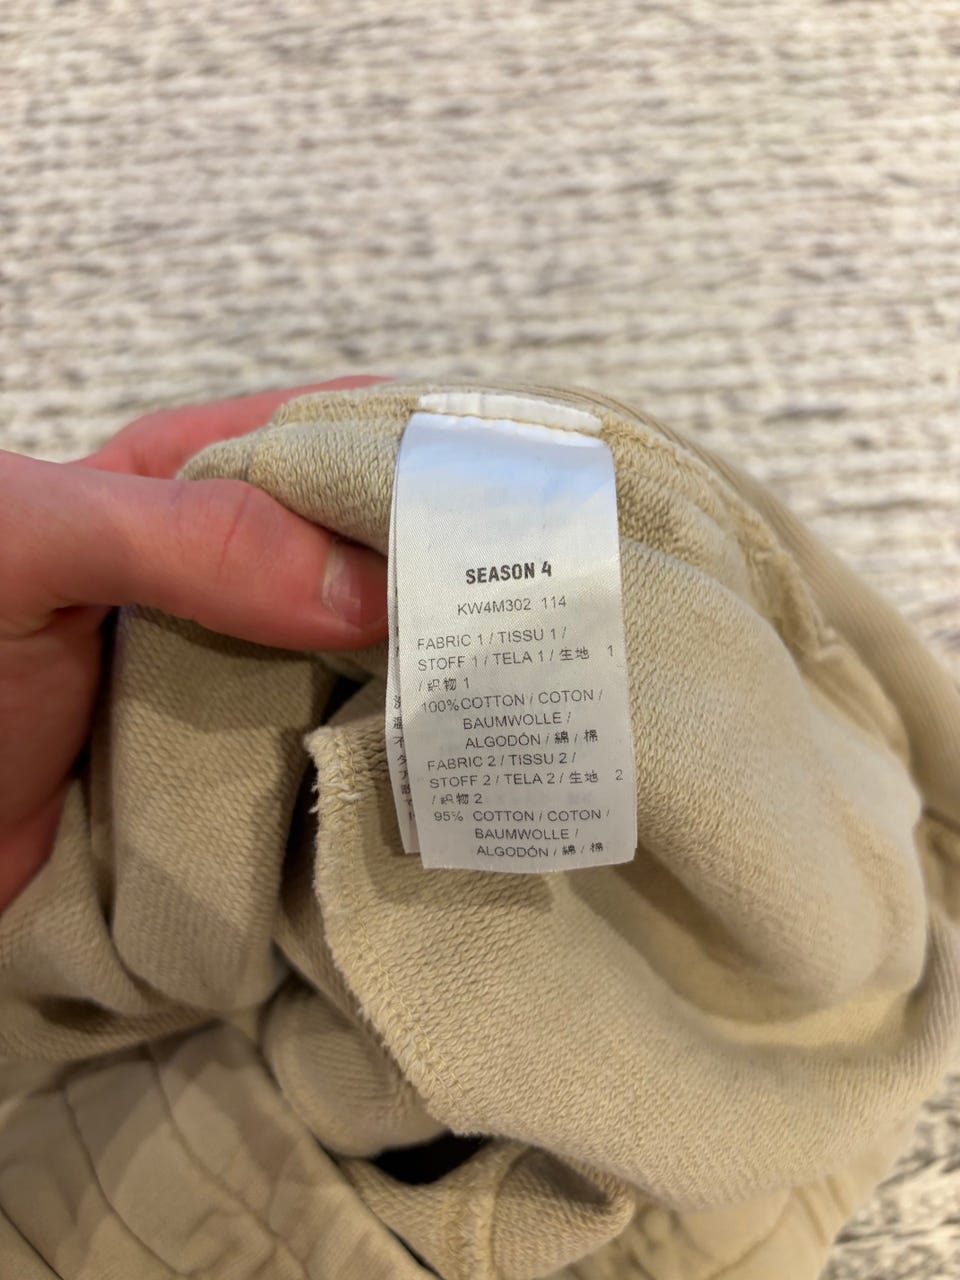 SEASON 4
KW4M302 114
FABRIC 1 / TISSU 1 /
STOFF 1 / TELA 1 / 生地 1
/ 织物 1
100% COTTON / COTON /
BAUMWOLLE /
ALGODÓN / 綿 / 棉
FABRIC 2 / TISSU 2 /
STOFF 2 / TELA 2 / 生地 2
/ 织物 2
95% COTTON / COTON /
BAUMWOLLE /
ALGODÓN / 綿 / 棉